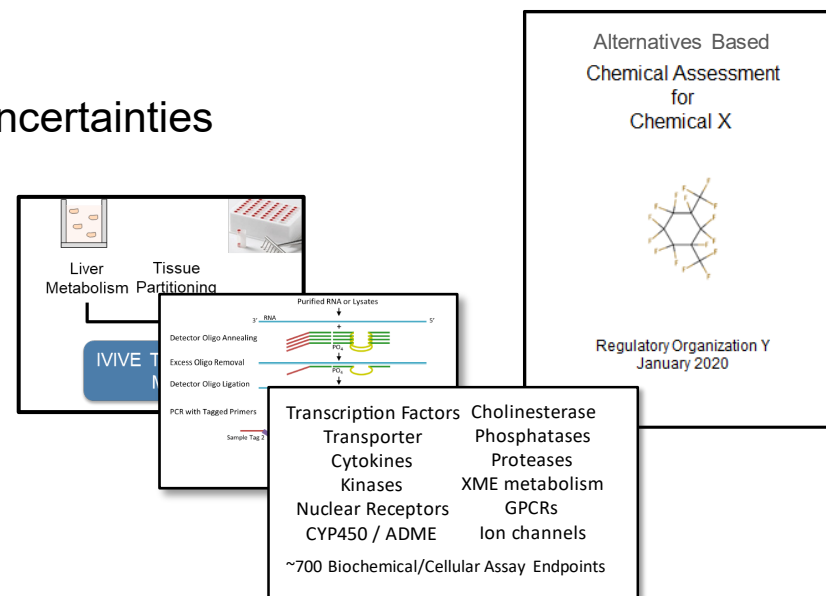 ncertainties
Alternatives Based
Chemical Assessment
for
Chemical X
Regulatory Organization Y
January 2020
Liver Tissue
Metabolism Partitioning
IVIVE T
M
Purified RNA or Lysates
3' RNA 5'
+
Detector Oligo Annealing
PO₄
Excess Oligo Removal
PO₄
Detector Oligo Ligation
PCR with Tagged Primers
Sample Tag 2
Transcription Factors Cholinesterase
Transporter Phosphatases
Cytokines Proteases
Kinases XME metabolism
Nuclear Receptors GPCRs
CYP450 / ADME Ion channels
~700 Biochemical/Cellular Assay Endpoints